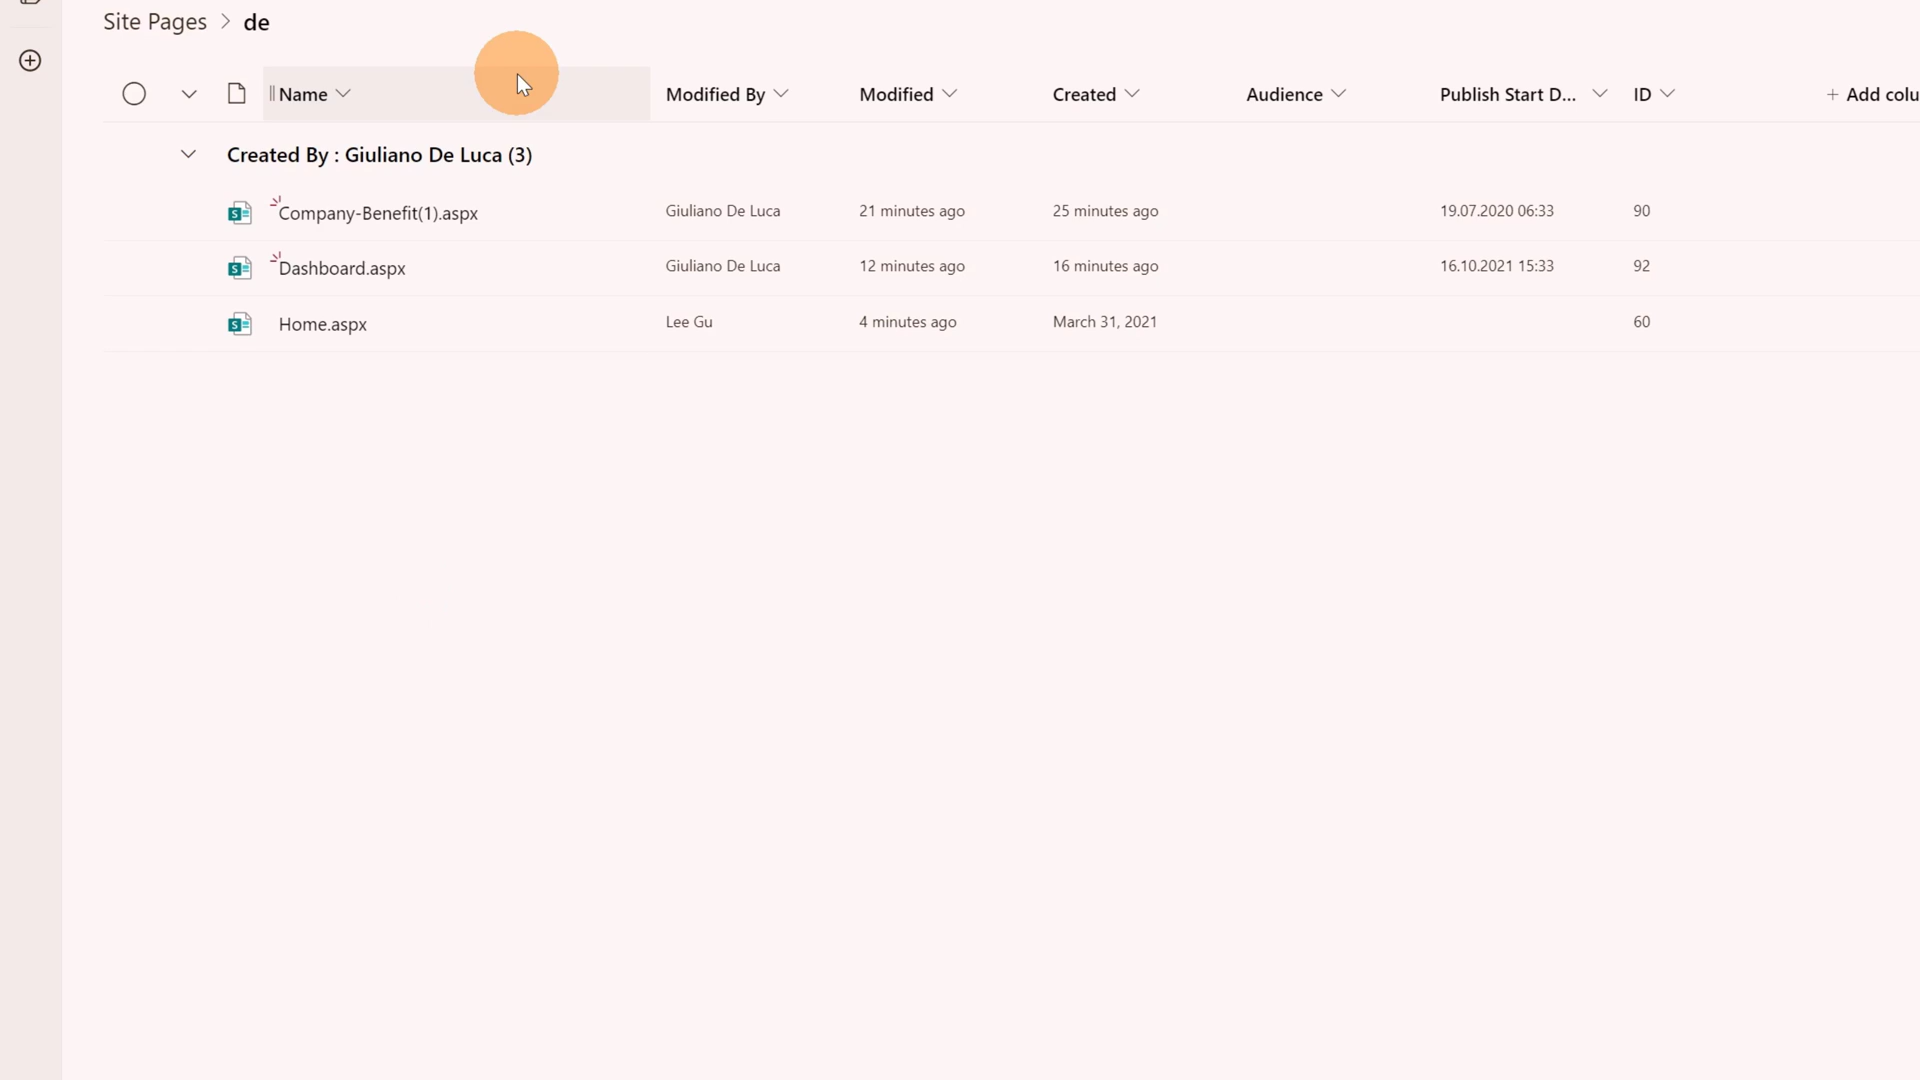 Site Pages > de
Name Modified By Modified Created Audience Publish Start D... ID + Add colu
Created By : Giuliano De Luca (3)
Company-Benefit(1).aspx Giuliano De Luca 21 minutes ago 25 minutes ago 19.07.2020 06:33 90
Dashboard.aspx Giuliano De Luca 12 minutes ago 16 minutes ago 16.10.2021 15:33 92
Home.aspx Lee Gu 4 minutes ago March 31, 2021 60